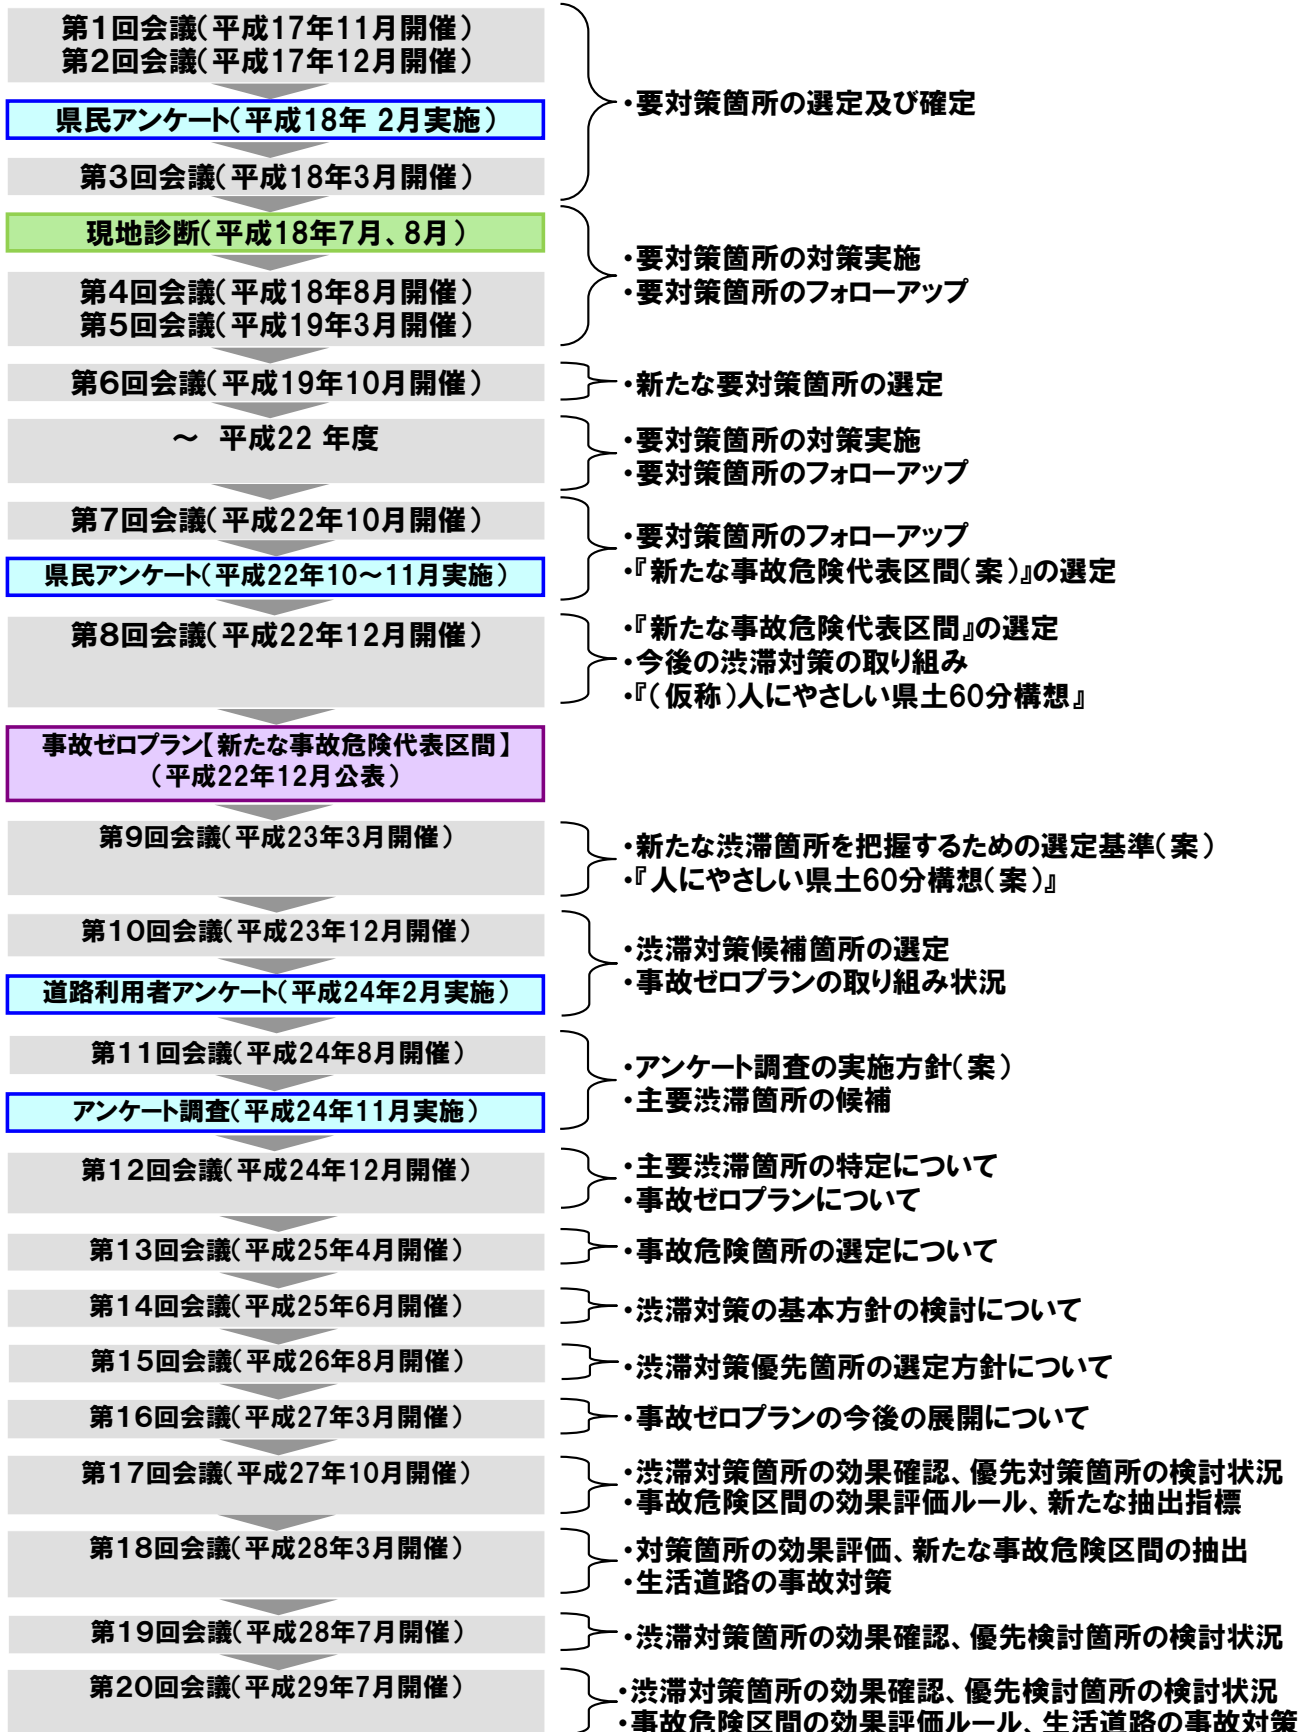 第1回会議(平成17年11月開催)
第2回会議(平成17年12月開催)
県民アンケート(平成18年 2月実施)
第3回会議(平成18年3月開催)
・要対策箇所の選定及び確定
現地診断(平成18年7月、8月)
第4回会議(平成18年8月開催)
第5回会議(平成19年3月開催)
・要対策箇所の対策実施
・要対策箇所のフォローアップ
第6回会議(平成19年10月開催)
・新たな要対策箇所の選定
～ 平成22 年度
・要対策箇所の対策実施
・要対策箇所のフォローアップ
第7回会議(平成22年10月開催)
県民アンケート(平成22年10～11月実施)
・要対策箇所のフォローアップ
・『新たな事故危険代表区間(案)』の選定
第8回会議(平成22年12月開催)
・『新たな事故危険代表区間』の選定
・今後の渋滞対策の取り組み
・『(仮称)人にやさしい県土60分構想』
事故ゼロプラン【新たな事故危険代表区間】
(平成22年12月公表)
第9回会議(平成23年3月開催)
・新たな渋滞箇所を把握するための選定基準(案)
・『人にやさしい県土60分構想(案)』
第10回会議(平成23年12月開催)
道路利用者アンケート(平成24年2月実施)
・渋滞対策候補箇所の選定
・事故ゼロプランの取り組み状況
第11回会議(平成24年8月開催)
アンケート調査(平成24年11月実施)
・アンケート調査の実施方針(案)
・主要渋滞箇所の候補
第12回会議(平成24年12月開催)
・主要渋滞箇所の特定について
・事故ゼロプランについて
第13回会議(平成25年4月開催)
・事故危険箇所の選定について
第14回会議(平成25年6月開催)
・渋滞対策の基本方針の検討について
第15回会議(平成26年8月開催)
・渋滞対策優先箇所の選定方針について
第16回会議(平成27年3月開催)
・事故ゼロプランの今後の展開について
第17回会議(平成27年10月開催)
・渋滞対策箇所の効果確認、優先対策箇所の検討状況
・事故危険区間の効果評価ルール、新たな抽出指標
第18回会議(平成28年3月開催)
・対策箇所の効果評価、新たな事故危険区間の抽出
・生活道路の事故対策
第19回会議(平成28年7月開催)
・渋滞対策箇所の効果確認、優先検討箇所の検討状況
第20回会議(平成29年7月開催)
・渋滞対策箇所の効果確認、優先検討箇所の検討状況
・事故危険区間の効果評価ルール、生活道路の事故対策